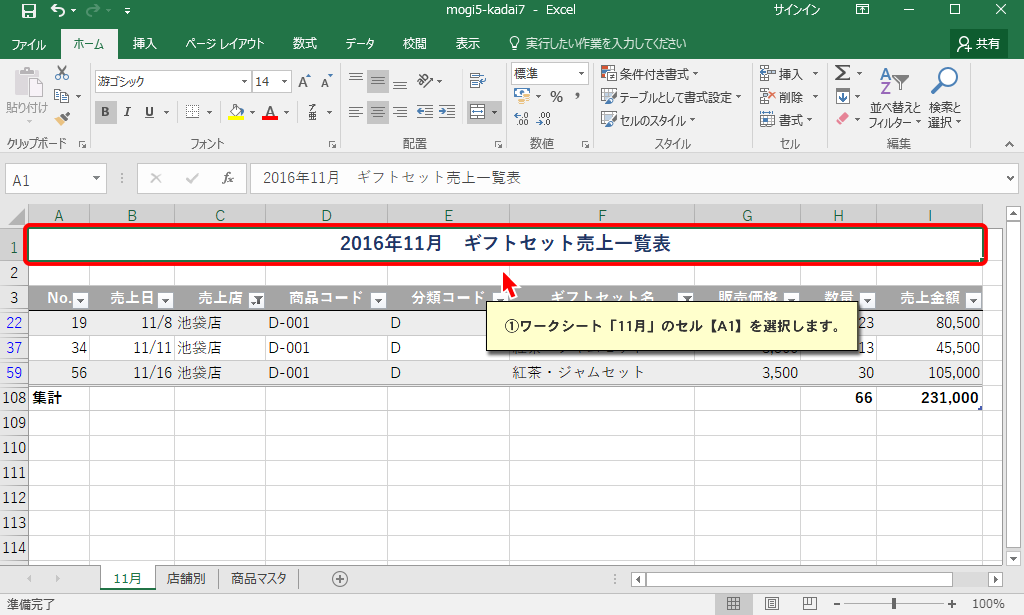 mogi5-kadai7 - Excel
サインイン
ファイル ホーム 挿入 ページ レイアウト 数式 データ 校閲 表示 実行したい作業を入力してください 共有
貼り付け
游ゴシック 14
標準
条件付き書式
テーブルとして書式設定
セルのスタイル
挿入
削除
書式
並べ替えと
フィルター
検索と
選択
クリップボード フォント 配置 数値 スタイル セル 編集
A1 2016年11月 ギフトセット売上一覧表
A B C D E F G H I
1 2016年11月 ギフトセット売上一覧表
2
3 No. 売上日 売上店 商品コード 分類コード ギフトセット名 販売価格 数量 売上金額
①ワークシート「11月」のセル【A1】を選択します。
22 19 11/8 池袋店 D-001 D 23 80,500
37 34 11/11 池袋店 D-001 D 13 45,500
59 56 11/16 池袋店 D-001 D 紅茶・ジャムセット 3,500 30 105,000
108 集計 66 231,000
109
110
111
112
113
114
11月 店舗別 商品マスタ
準備完了 100%